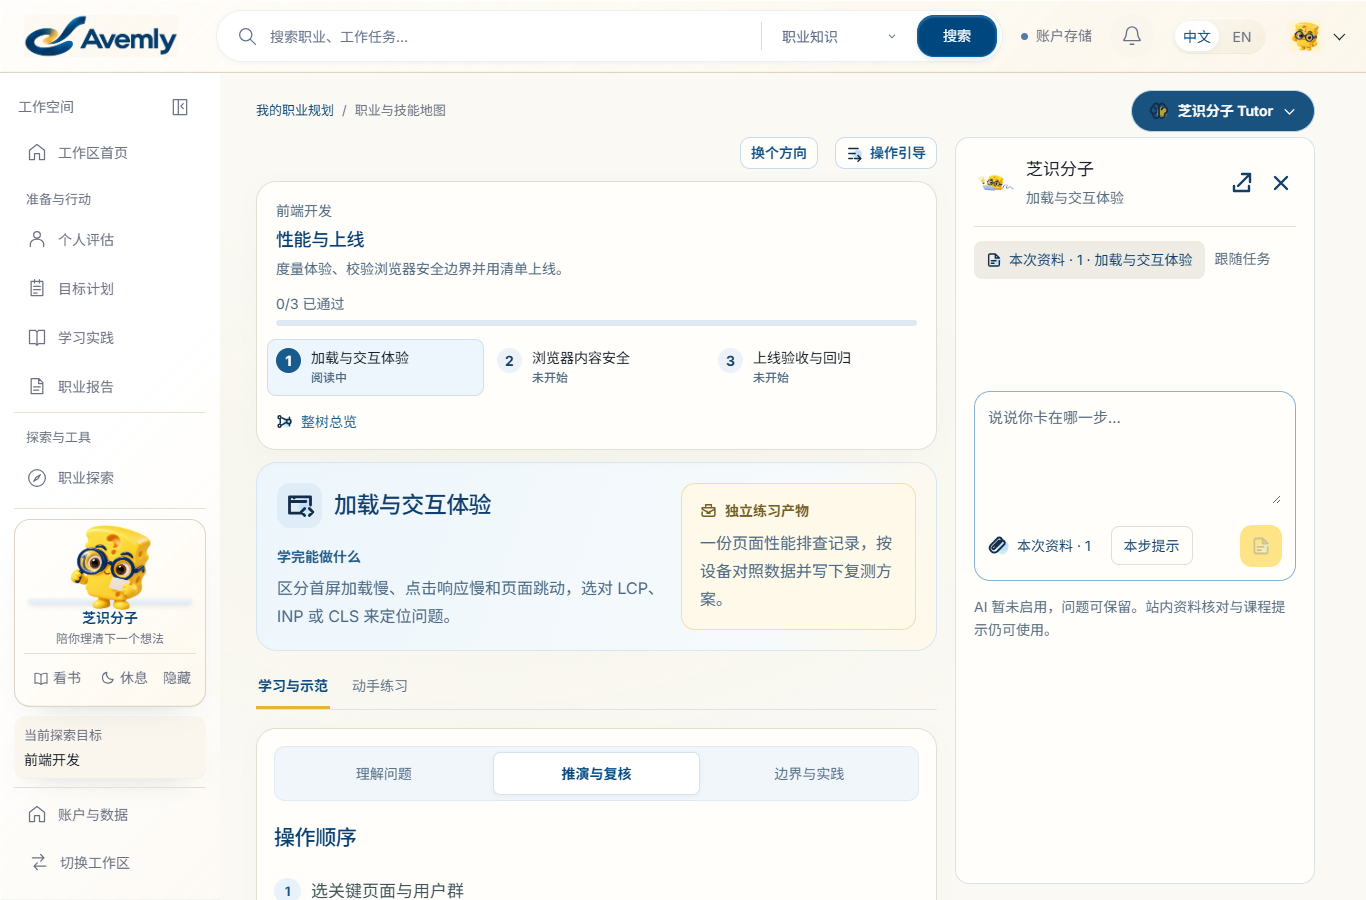 Avemly
搜索职业、工作任务...
职业知识
搜索
账户存储
中文
EN
工作空间
工作区首页
准备与行动
个人评估
目标计划
学习实践
职业报告
探索与工具
职业探索
芝识分子
陪你理清下一个想法
看书
休息
隐藏
当前探索目标
前端开发
账户与数据
切换工作区
我的职业规划 / 职业与技能地图
换个方向
操作引导
前端开发
性能与上线
度量体验、校验浏览器安全边界并用清单上线。
0/3 已通过
1 加载与交互体验
阅读中
2 浏览器内容安全
未开始
3 上线验收与回归
未开始
整树总览
加载与交互体验
学完能做什么
区分首屏加载慢、点击响应慢和页面跳动，选对 LCP、
INP 或 CLS 来定位问题。
独立练习产物
一份页面性能排查记录，按
设备对照数据并写下复测方
案。
学习与示范
动手练习
理解问题
推演与复核
边界与实践
操作顺序
1 选关键页面与用户群
芝识分子 Tutor
芝识分子
加载与交互体验
本次资料 · 1 · 加载与交互体验
跟随任务
说说你卡在哪一步...
本次资料 · 1
本步提示
AI 暂未启用，问题可保留。站内资料核对与课程提
示仍可使用。